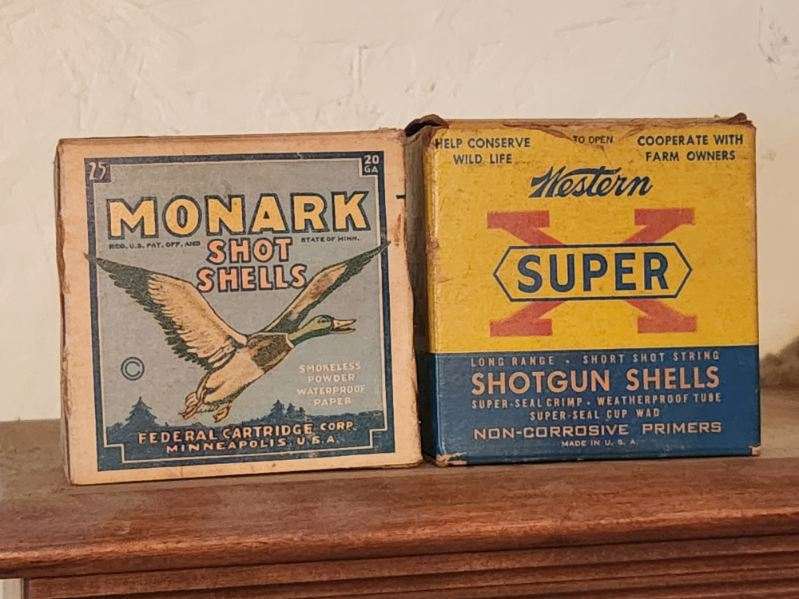 25 20 GA
MONARK
REG. U.S. PAT. OFF. AND STATE OF MINN.
SHOT
SHELLS
©
SMOKELESS
POWDER
WATERPROOF
PAPER
FEDERAL CARTRIDGE CORP.
MINNEAPOLIS, U.S.A.
HELP CONSERVE
WILD LIFE
TO OPEN
COOPERATE WITH
FARM OWNERS
Western
X
SUPER
LONG RANGE - SHORT SHOT STRING
SHOTGUN SHELLS
SUPER-SEAL CRIMP - WEATHERPROOF TUBE
SUPER-SEAL CUP WAD
NON-CORROSIVE PRIMERS
MADE IN U. S. A.